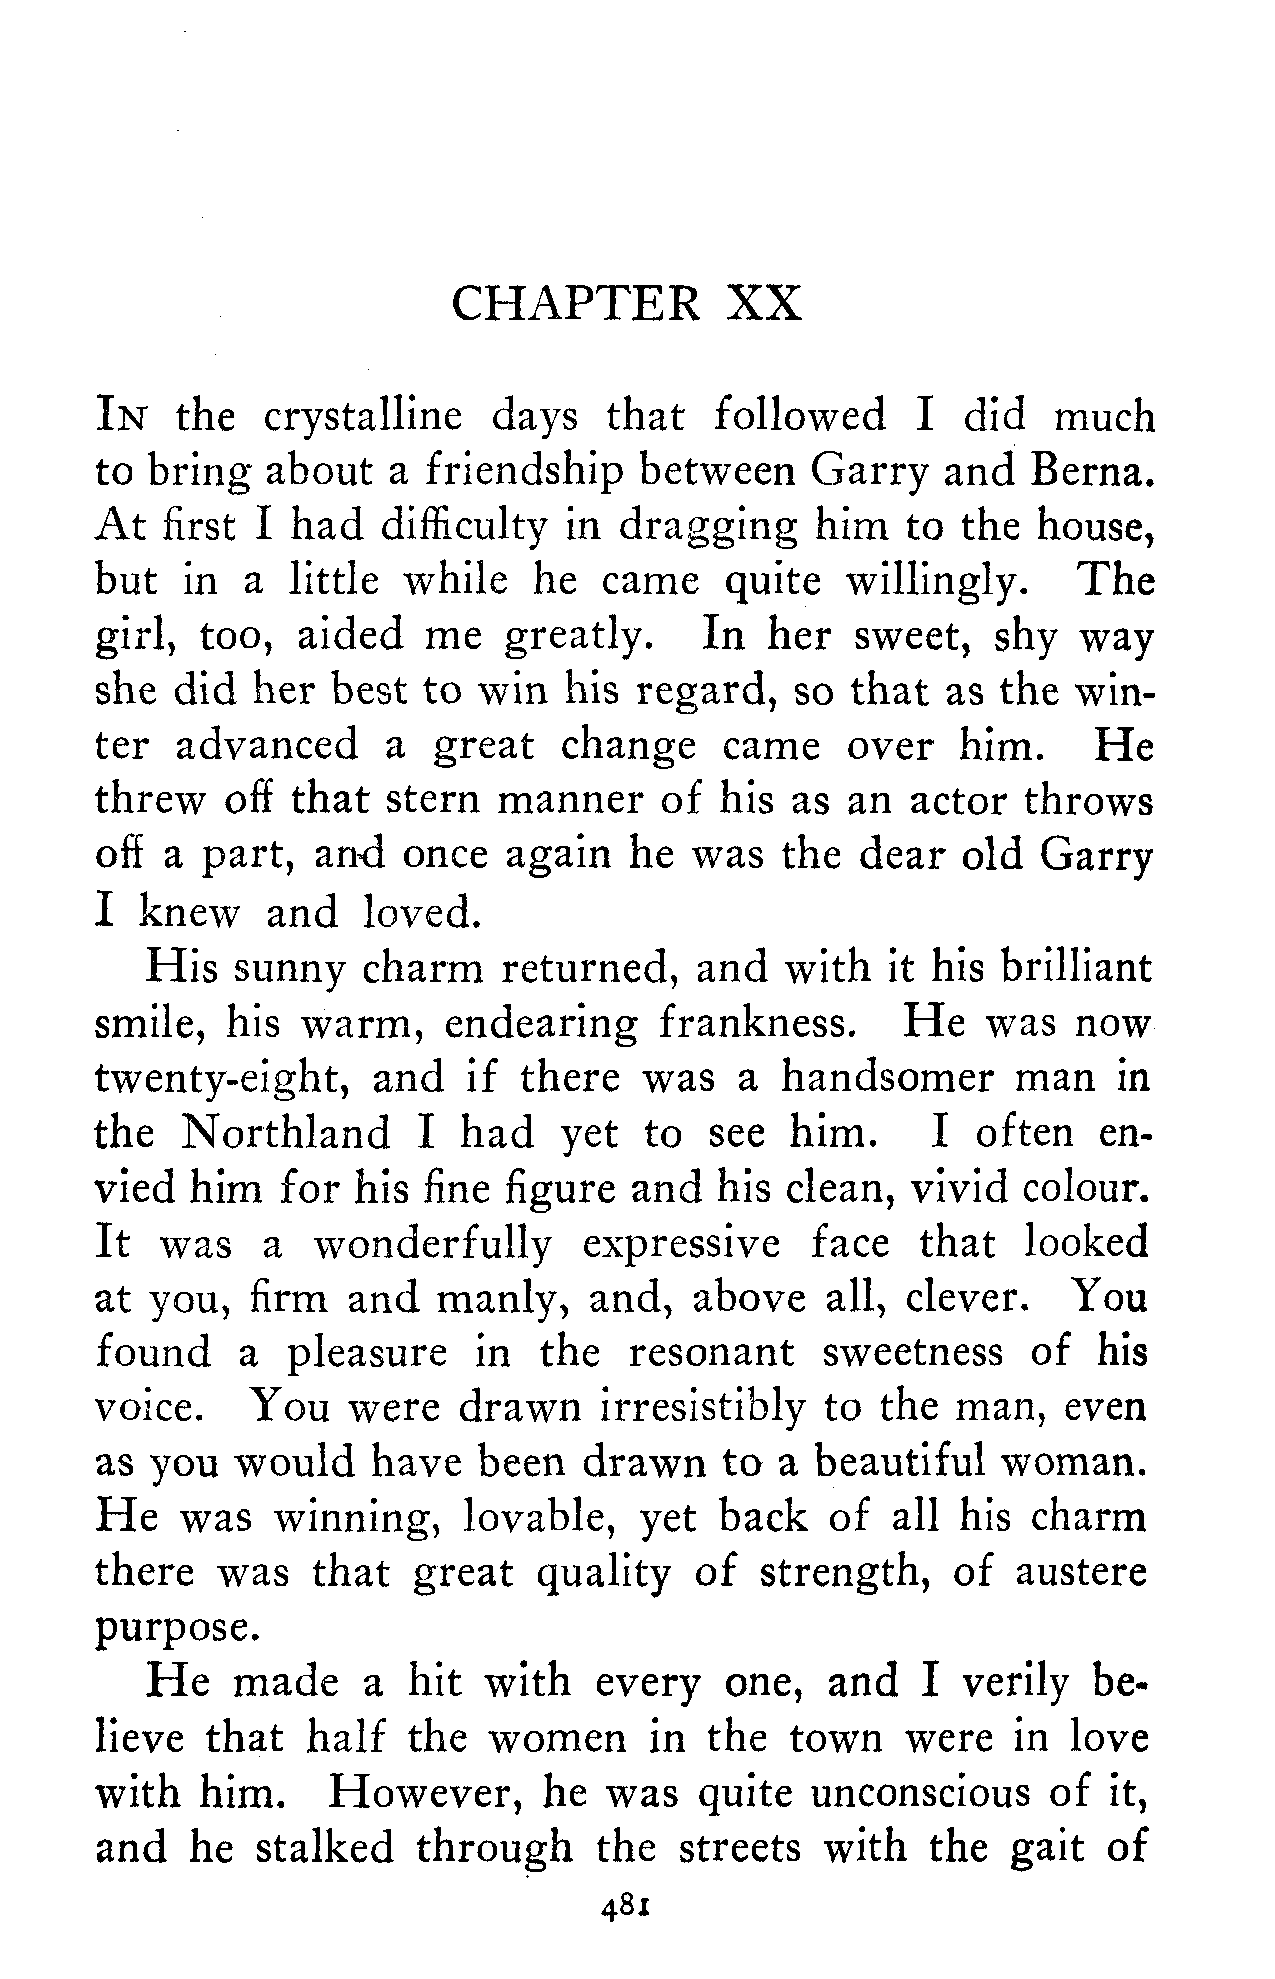 CHAPTER XX
IN the crystalline days that followed I did much
to bring about a friendship between Garry and Berna.
At first I had difficulty in dragging him to the house,
but in a little while he came quite willingly. The
girl, too, aided me greatly. In her sweet, shy way
she did her best to win his regard, so that as the win-
ter advanced a great change came over him. He
threw off that stern manner of his as an actor throws
off a part, and once again he was the dear old Garry
I knew and loved.
His sunny charm returned, and with it his brilliant
smile, his warm, endearing frankness. He was now
twenty-eight, and if there was a handsomer man in
the Northland I had yet to see him. I often en-
vied him for his fine figure and his clean, vivid colour.
It was a wonderfully expressive face that looked
at you, firm and manly, and, above all, clever. You
found a pleasure in the resonant sweetness of his
voice. You were drawn irresistibly to the man, even
as you would have been drawn to a beautiful woman.
He was winning, lovable, yet back of all his charm
there was that great quality of strength, of austere
purpose.
He made a hit with every one, and I verily be-
lieve that half the women in the town were in love
with him. However, he was quite unconscious of it,
and he stalked through the streets with the gait of
481